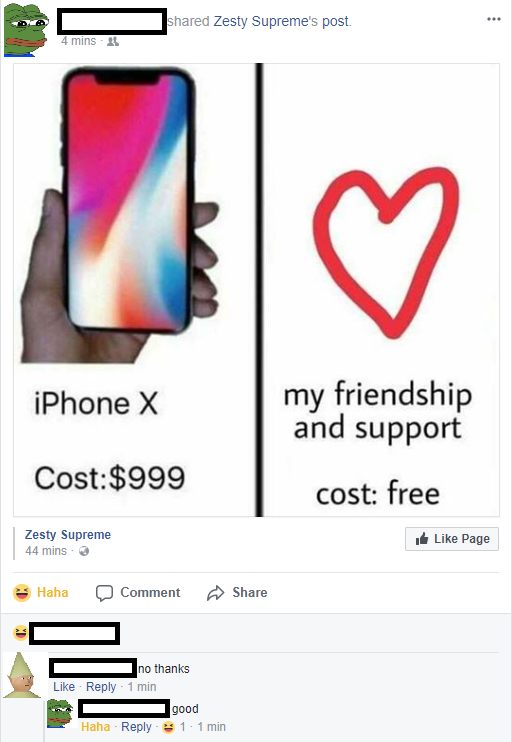 shared Zesty Supreme's post.
4 mins ·
iPhone X
Cost:$999
my friendship
and support
cost: free
Zesty Supreme
44 mins ·
Like Page
Haha Comment Share
no thanks
Like · Reply · 1 min
good
Haha · Reply · 1 · 1 min